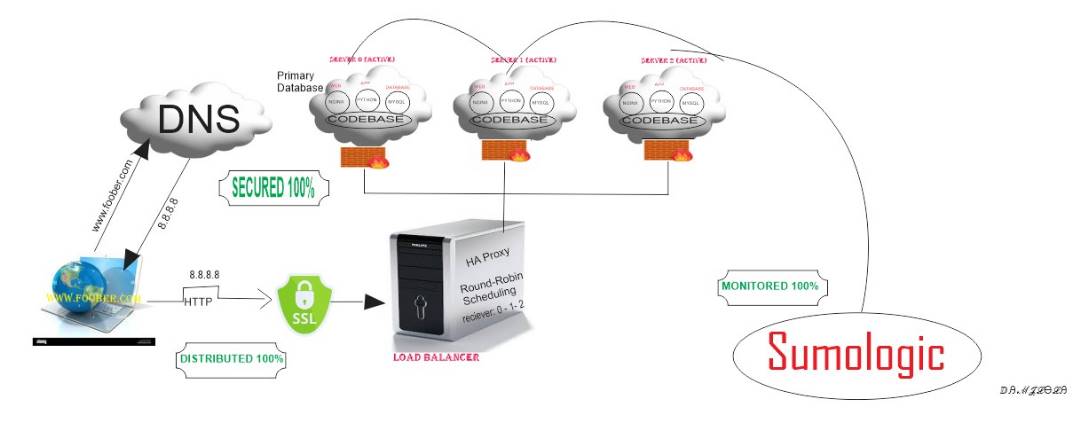 SERVER 0 (ACTIVE)
SERVER 1 (ACTIVE)
SERVER 2 (ACTIVE)
Primary
Database
WEB
APP
DATABASE
NGINX
PYTHON
MYSQL
CODEBASE
WEB
APP
DATABASE
NGINX
PYTHON
MYSQL
CODEBASE
WEB
APP
DATABASE
NGINX
PYTHON
MYSQL
CODEBASE
DNS
www.foober.com
8.8.8.8
SECURED 100%
WWW.FOOBER.COM
8.8.8.8
HTTP
SSL
DISTRIBUTED 100%
PHILIPS
HA Proxy
Round-Robin
Scheduling
reciever: 0 - 1- 2
LOAD BALANCER
MONITORED 100%
Sumologic